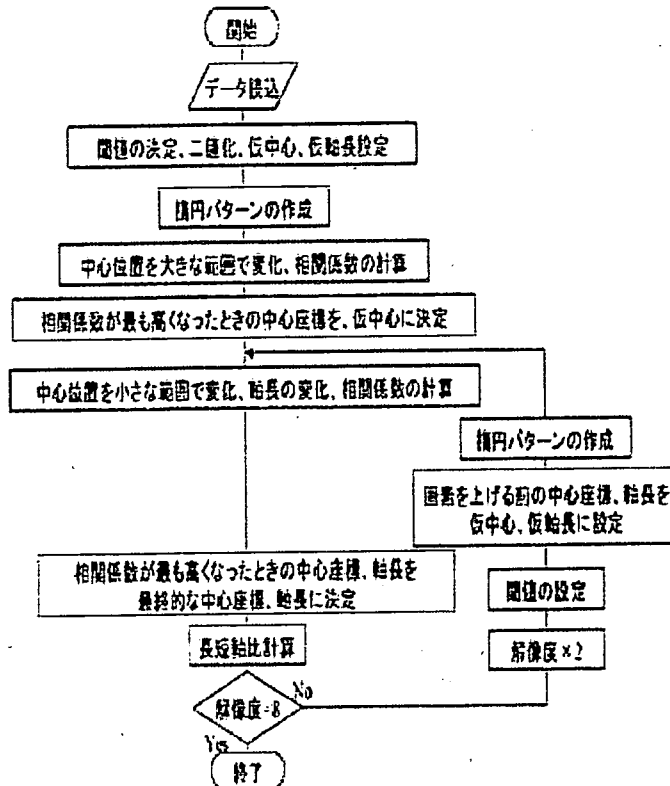 開始
データ読込
閾値の決定、二値化、仮中心、仮軸長設定
楕円パターンの作成
中心位置を大きな範囲で変化、相関係数の計算
相関係数が最も高くなったときの中心座標を、仮中心に決定
中心位置を小さな範囲で変化、軸長の変化、相関係数の計算
相関係数が最も高くなったときの中心座標、軸長を
最終的な中心座標、軸長に決定
長短軸比計算
解像度=8
No
Yes
終了
楕円パターンの作成
画素を上げる前の中心座標、軸長を
仮中心、仮軸長に設定
閾値の設定
解像度×2